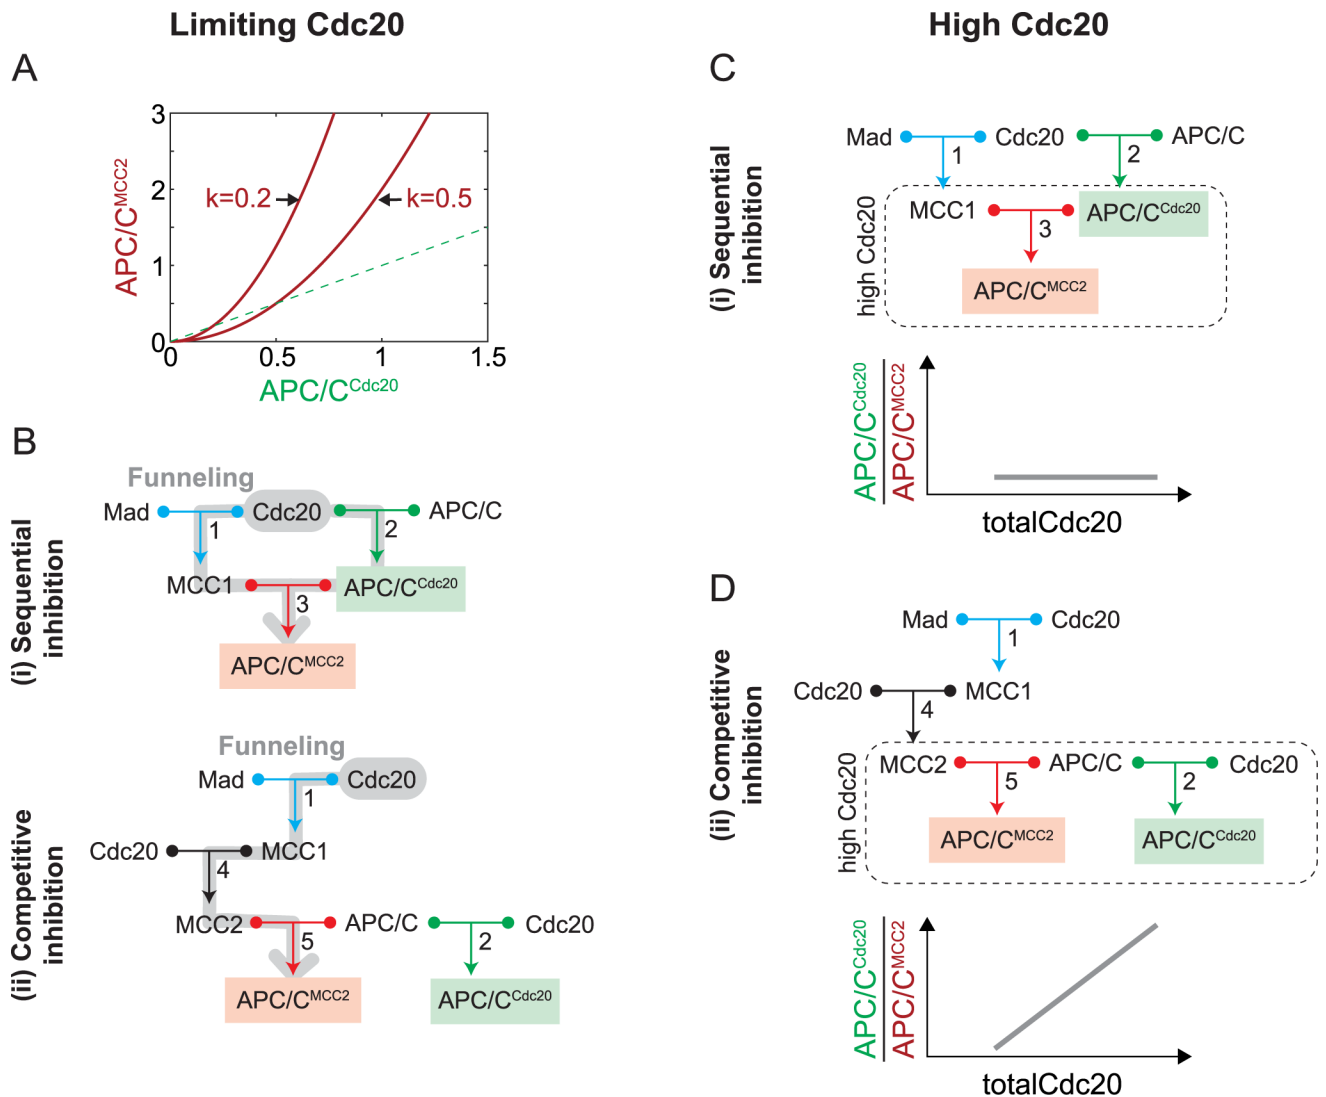 Limiting Cdc20
High Cdc20
A
3
2
1
0
0
0.5
1
1.5
k=0.2
k=0.5
APC/C^MCC2
APC/C^Cdc20
B
(i) Sequential
inhibition
Funneling
Mad
Cdc20
APC/C
1
2
MCC1
APC/C^Cdc20
3
APC/C^MCC2
(ii) Competitive
inhibition
Funneling
Mad
Cdc20
1
Cdc20
MCC1
4
MCC2
APC/C
Cdc20
5
2
APC/C^MCC2
APC/C^Cdc20
C
(i) Sequential
inhibition
Mad
Cdc20
APC/C
1
2
high Cdc20
MCC1
APC/C^Cdc20
3
APC/C^MCC2
APC/C^Cdc20
APC/C^MCC2
totalCdc20
D
(ii) Competitive
inhibition
Mad
Cdc20
1
Cdc20
MCC1
4
high Cdc20
MCC2
APC/C
Cdc20
5
2
APC/C^MCC2
APC/C^Cdc20
APC/C^Cdc20
APC/C^MCC2
totalCdc20